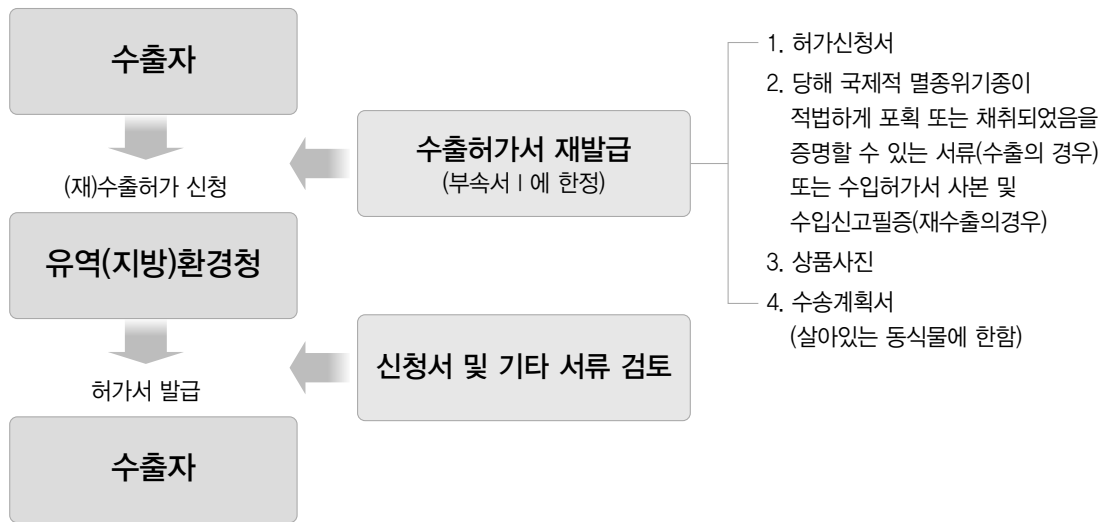 수출자
(재)수출허가 신청
수출허가서 재발급
(부속서 I 에 한정)
1. 허가신청서
2. 당해 국제적 멸종위기종이
적법하게 포획 또는 채취되었음을
증명할 수 있는 서류(수출의 경우)
또는 수입허가서 사본 및
수입신고필증(재수출의경우)
3. 상품사진
4. 수송계획서
(살아있는 동식물에 한함)
유역(지방)환경청
허가서 발급
신청서 및 기타 서류 검토
수출자